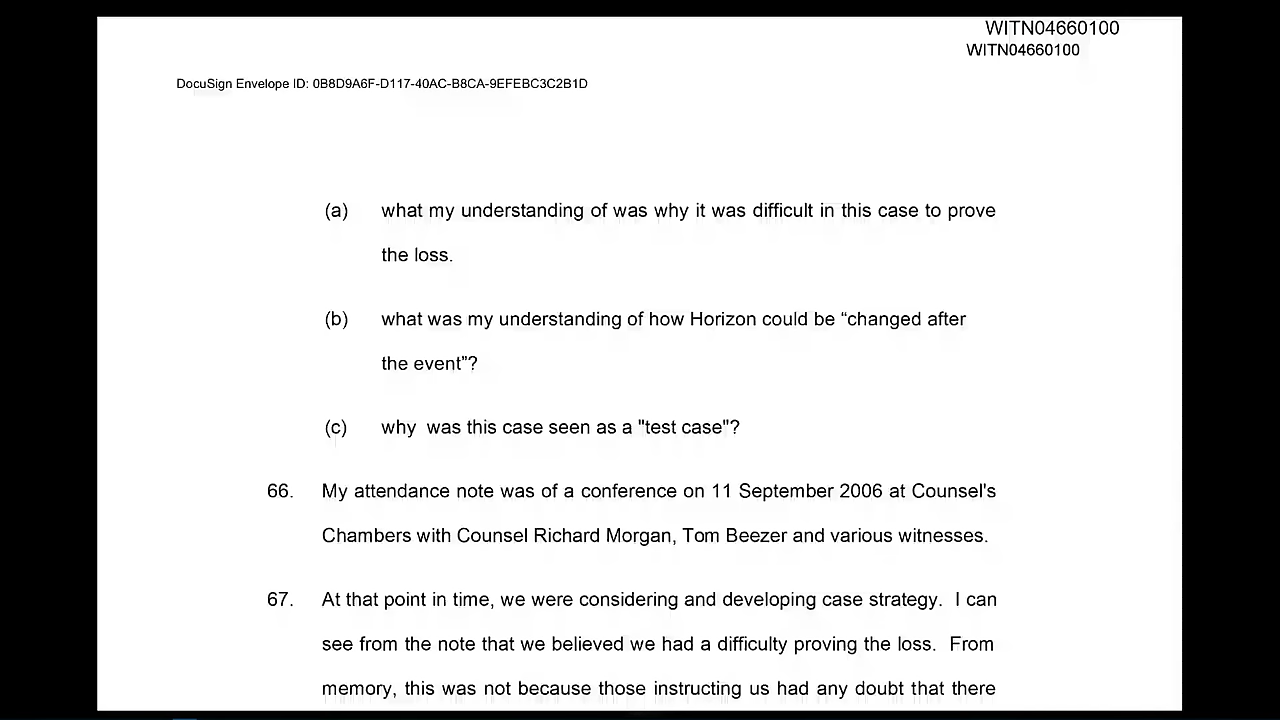 WITN04660100
WITN04660100
DocuSign Envelope ID: 0B8D9A6F-D117-40AC-B8CA-9EFEBC3C2B1D
(a) what my understanding of was why it was difficult in this case to prove
the loss.
(b) what was my understanding of how Horizon could be “changed after
the event”?
(c) why  was this case seen as a "test case"?
66. My attendance note was of a conference on 11 September 2006 at Counsel's
Chambers with Counsel Richard Morgan, Tom Beezer and various witnesses.
67. At that point in time, we were considering and developing case strategy.  I can
see from the note that we believed we had a difficulty proving the loss.  From
memory, this was not because those instructing us had any doubt that there